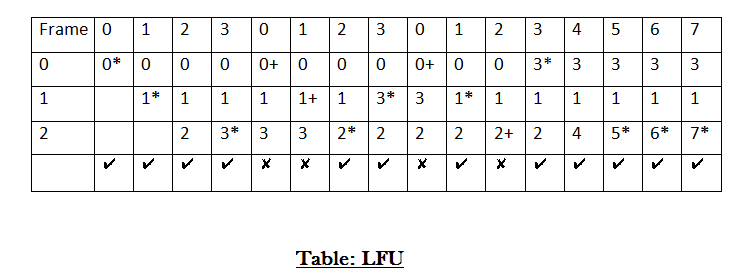 Frame 0 1 2 3 0 1 2 3 0 1 2 3 4 5 6 7
0 0* 0 0 0 0+ 0 0 0 0+ 0 0 3* 3 3 3 3
1 1* 1 1 1 1+ 1 3* 3 1* 1 1 1 1 1 1
2 2 3* 3 3 2* 2 2 2 2+ 2 4 5* 6* 7*
✔ ✔ ✔ ✔ ✘ ✘ ✔ ✔ ✘ ✔ ✘ ✔ ✔ ✔ ✔ ✔
Table: LFU